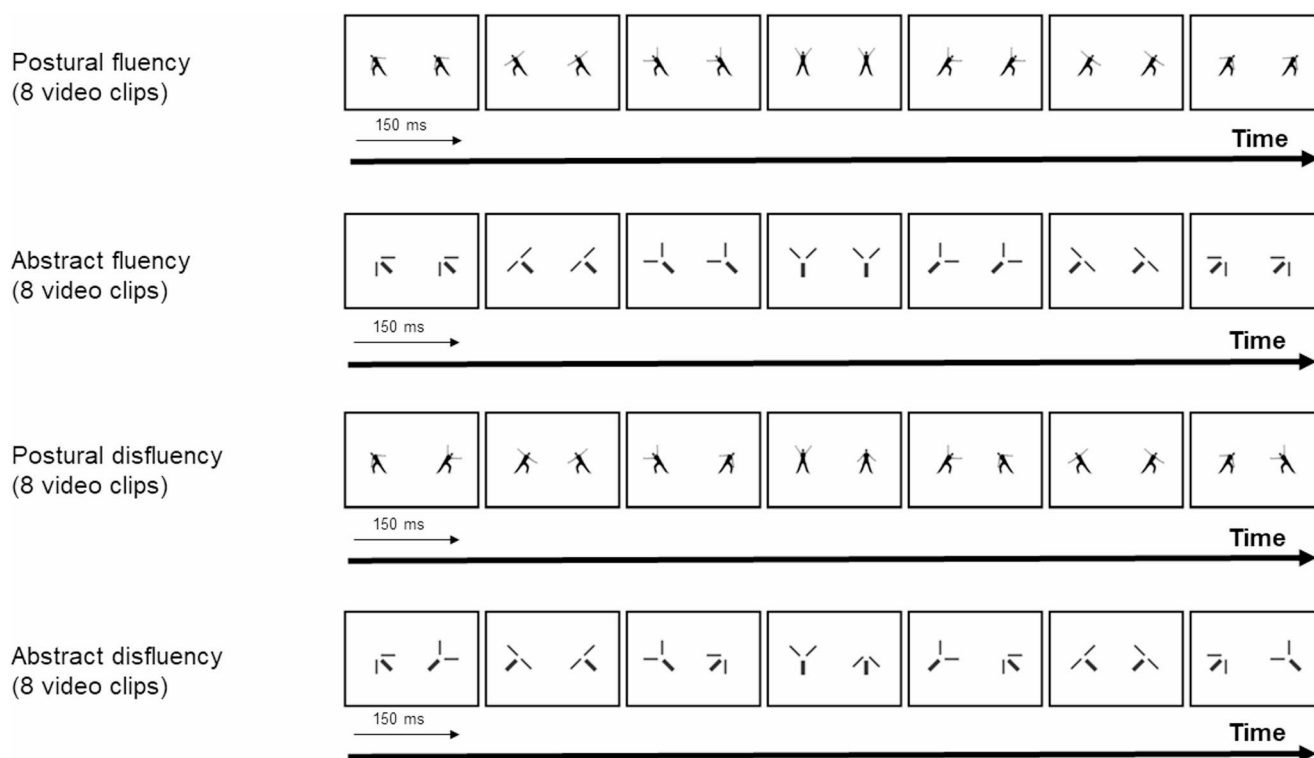 Postural fluency
(8 video clips)
150 ms
Time
Abstract fluency
(8 video clips)
150 ms
Time
Postural disfluency
(8 video clips)
150 ms
Time
Abstract disfluency
(8 video clips)
150 ms
Time